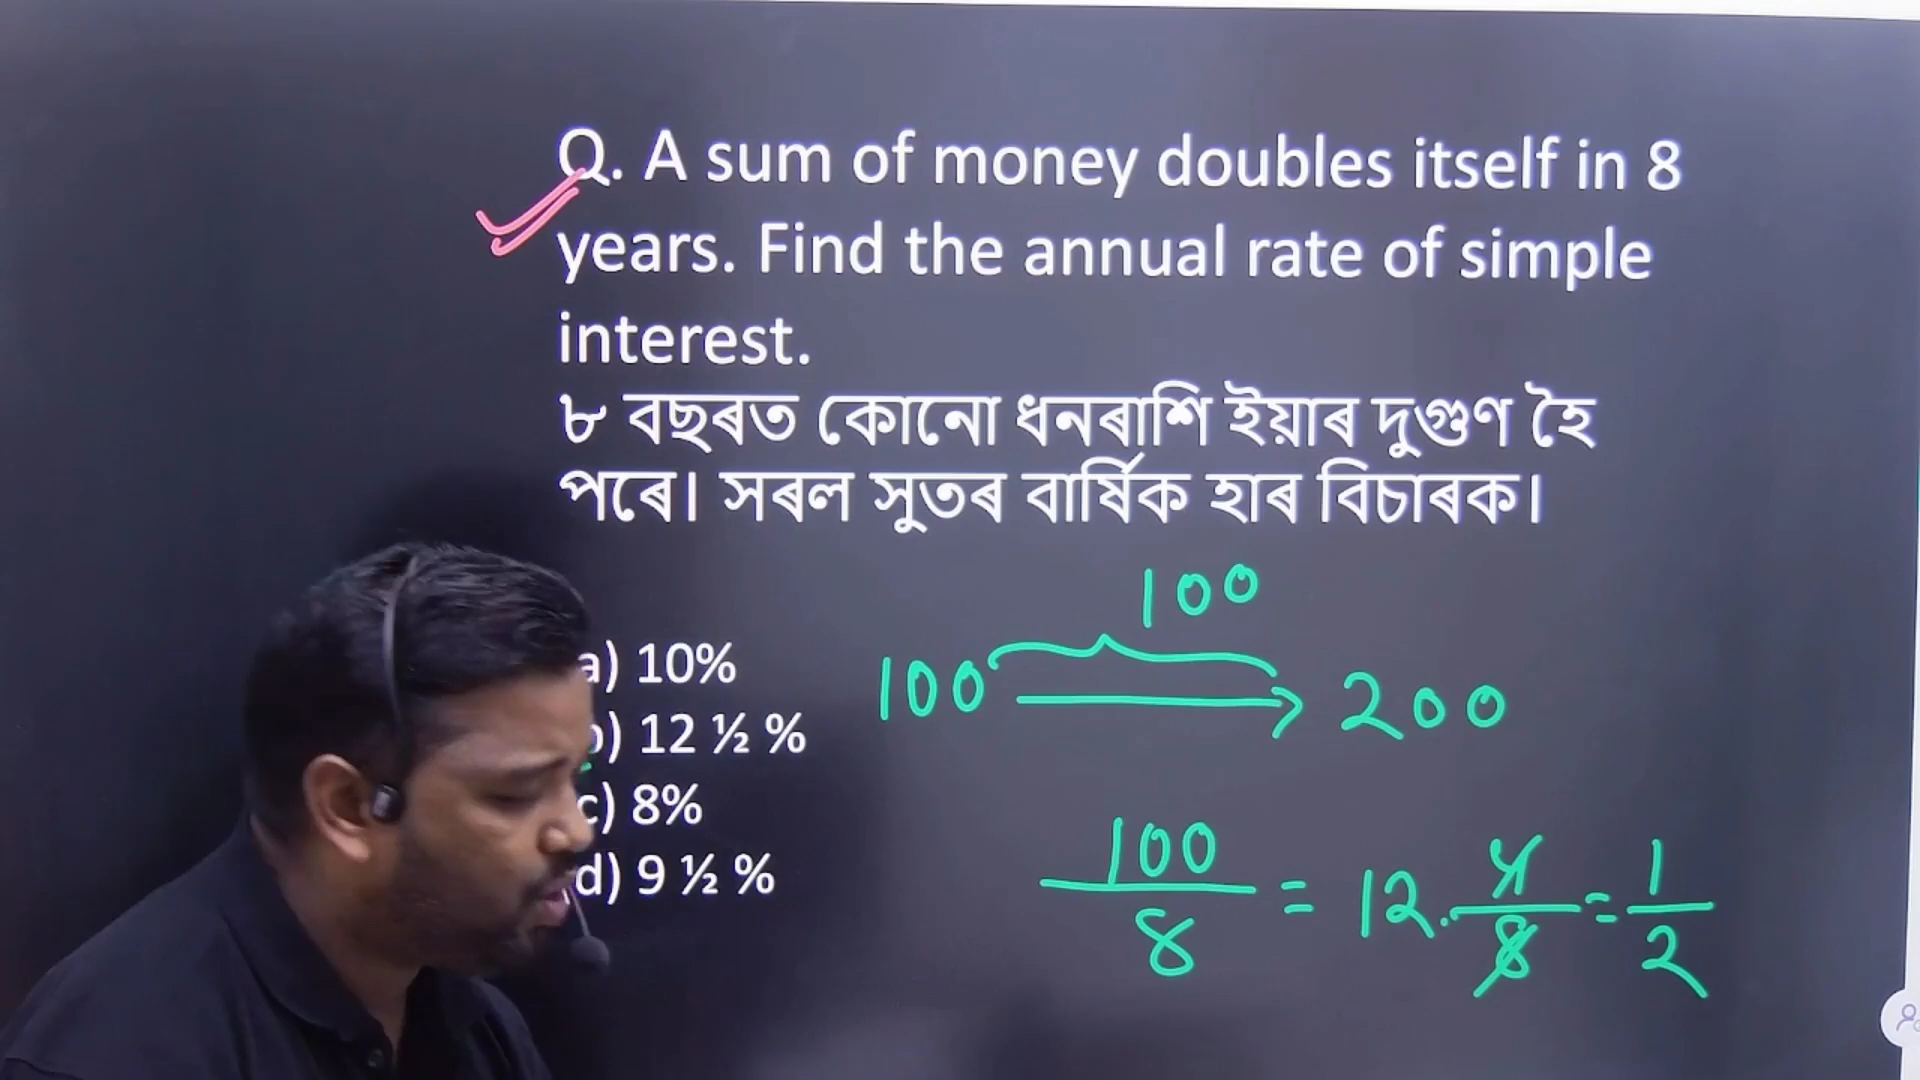 Q. A sum of money doubles itself in 8
years. Find the annual rate of simple
interest.
৮ বছৰত কোনো ধনৰাশি ইয়াৰ দুগুণ হৈ
পৰে। সৰল সুতৰ বাৰ্ষিক হাৰ বিচাৰক।
100
100 → 200
a) 10%
b) 12 ½ %
c) 8%
d) 9 ½ %
100/8 = 12.4/8 = 1/2